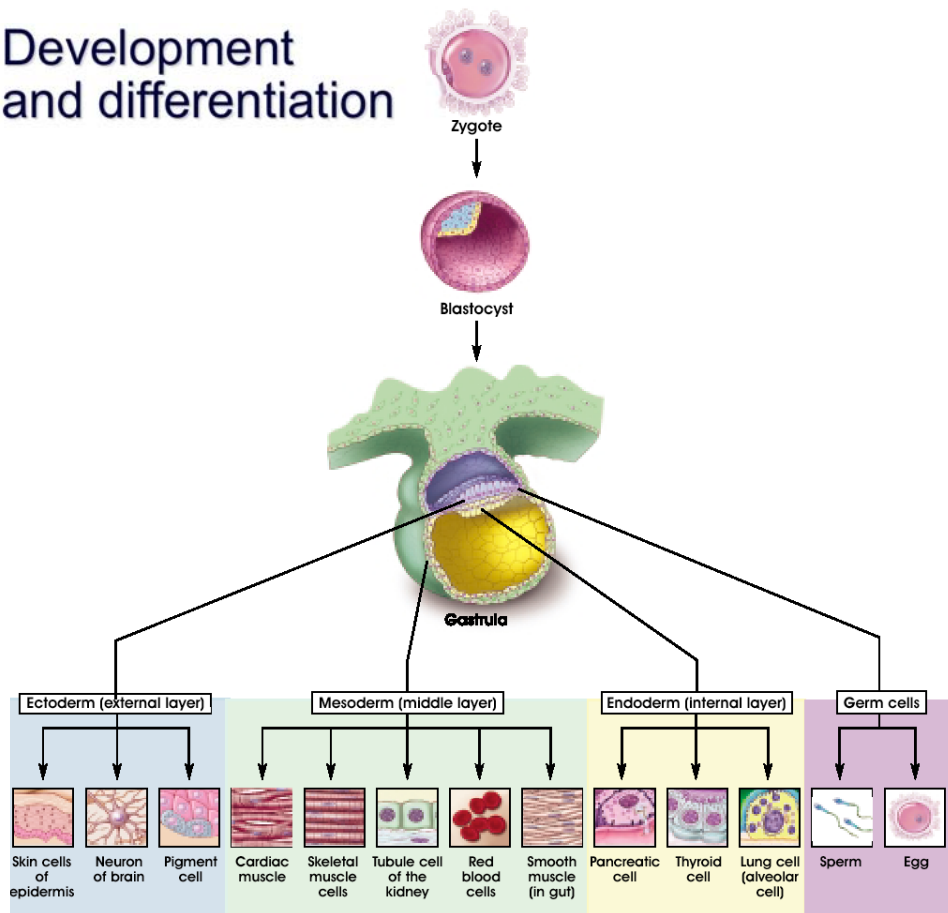 Development
and differentiation
Zygote
Blastocyst
Gastrula
Ectoderm (external layer)
Mesoderm (middle layer)
Endoderm (internal layer)
Germ cells
Skin cells
of
epidermis
Neuron
of brain
Pigment
cell
Cardiac
muscle
Skeletal
muscle
cells
Tubule cell
of the
kidney
Red
blood
cells
Smooth
muscle
(in gut)
Pancreatic
cell
Thyroid
cell
Lung cell
(alveolar
cell)
Sperm
Egg